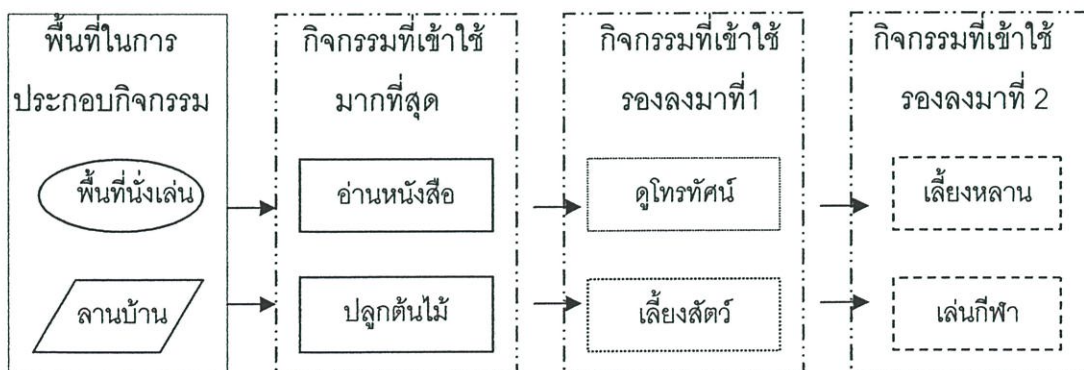 พื้นที่ในการ
ประกอบกิจกรรม
กิจกรรมที่เข้าใช้
มากที่สุด
กิจกรรมที่เข้าใช้
รองลงมาที่1
กิจกรรมที่เข้าใช้
รองลงมาที่ 2
พื้นที่นั่งเล่น
อ่านหนังสือ
ดูโทรทัศน์
เลี้ยงหลาน
ลานบ้าน
ปลูกต้นไม้
เลี้ยงสัตว์
เล่นกีฬา